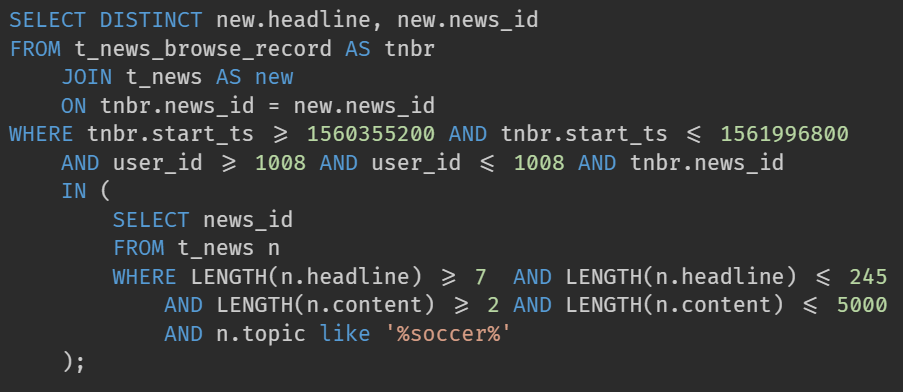 SELECT DISTINCT new.headline, new.news_id
FROM t_news_browse_record AS tnbr
JOIN t_news AS new
ON tnbr.news_id = new.news_id
WHERE tnbr.start_ts ⩾ 1560355200 AND tnbr.start_ts ⩽ 1561996800
AND user_id ⩾ 1008 AND user_id ⩽ 1008 AND tnbr.news_id
IN (
SELECT news_id
FROM t_news n
WHERE LENGTH(n.headline) ⩾ 7 AND LENGTH(n.headline) ⩽ 245
AND LENGTH(n.content) ⩾ 2 AND LENGTH(n.content) ⩽ 5000
AND n.topic like '%soccer%'
);